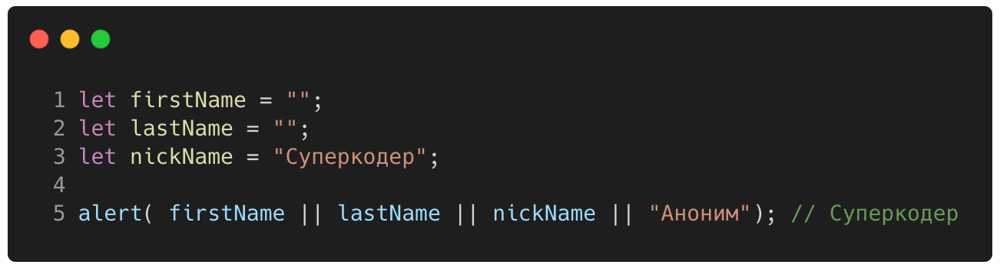 1 let firstName = "";
2 let lastName = "";
3 let nickName = "Суперкодер";
4
5 alert( firstName || lastName || nickName || "Аноним"); // Суперкодер